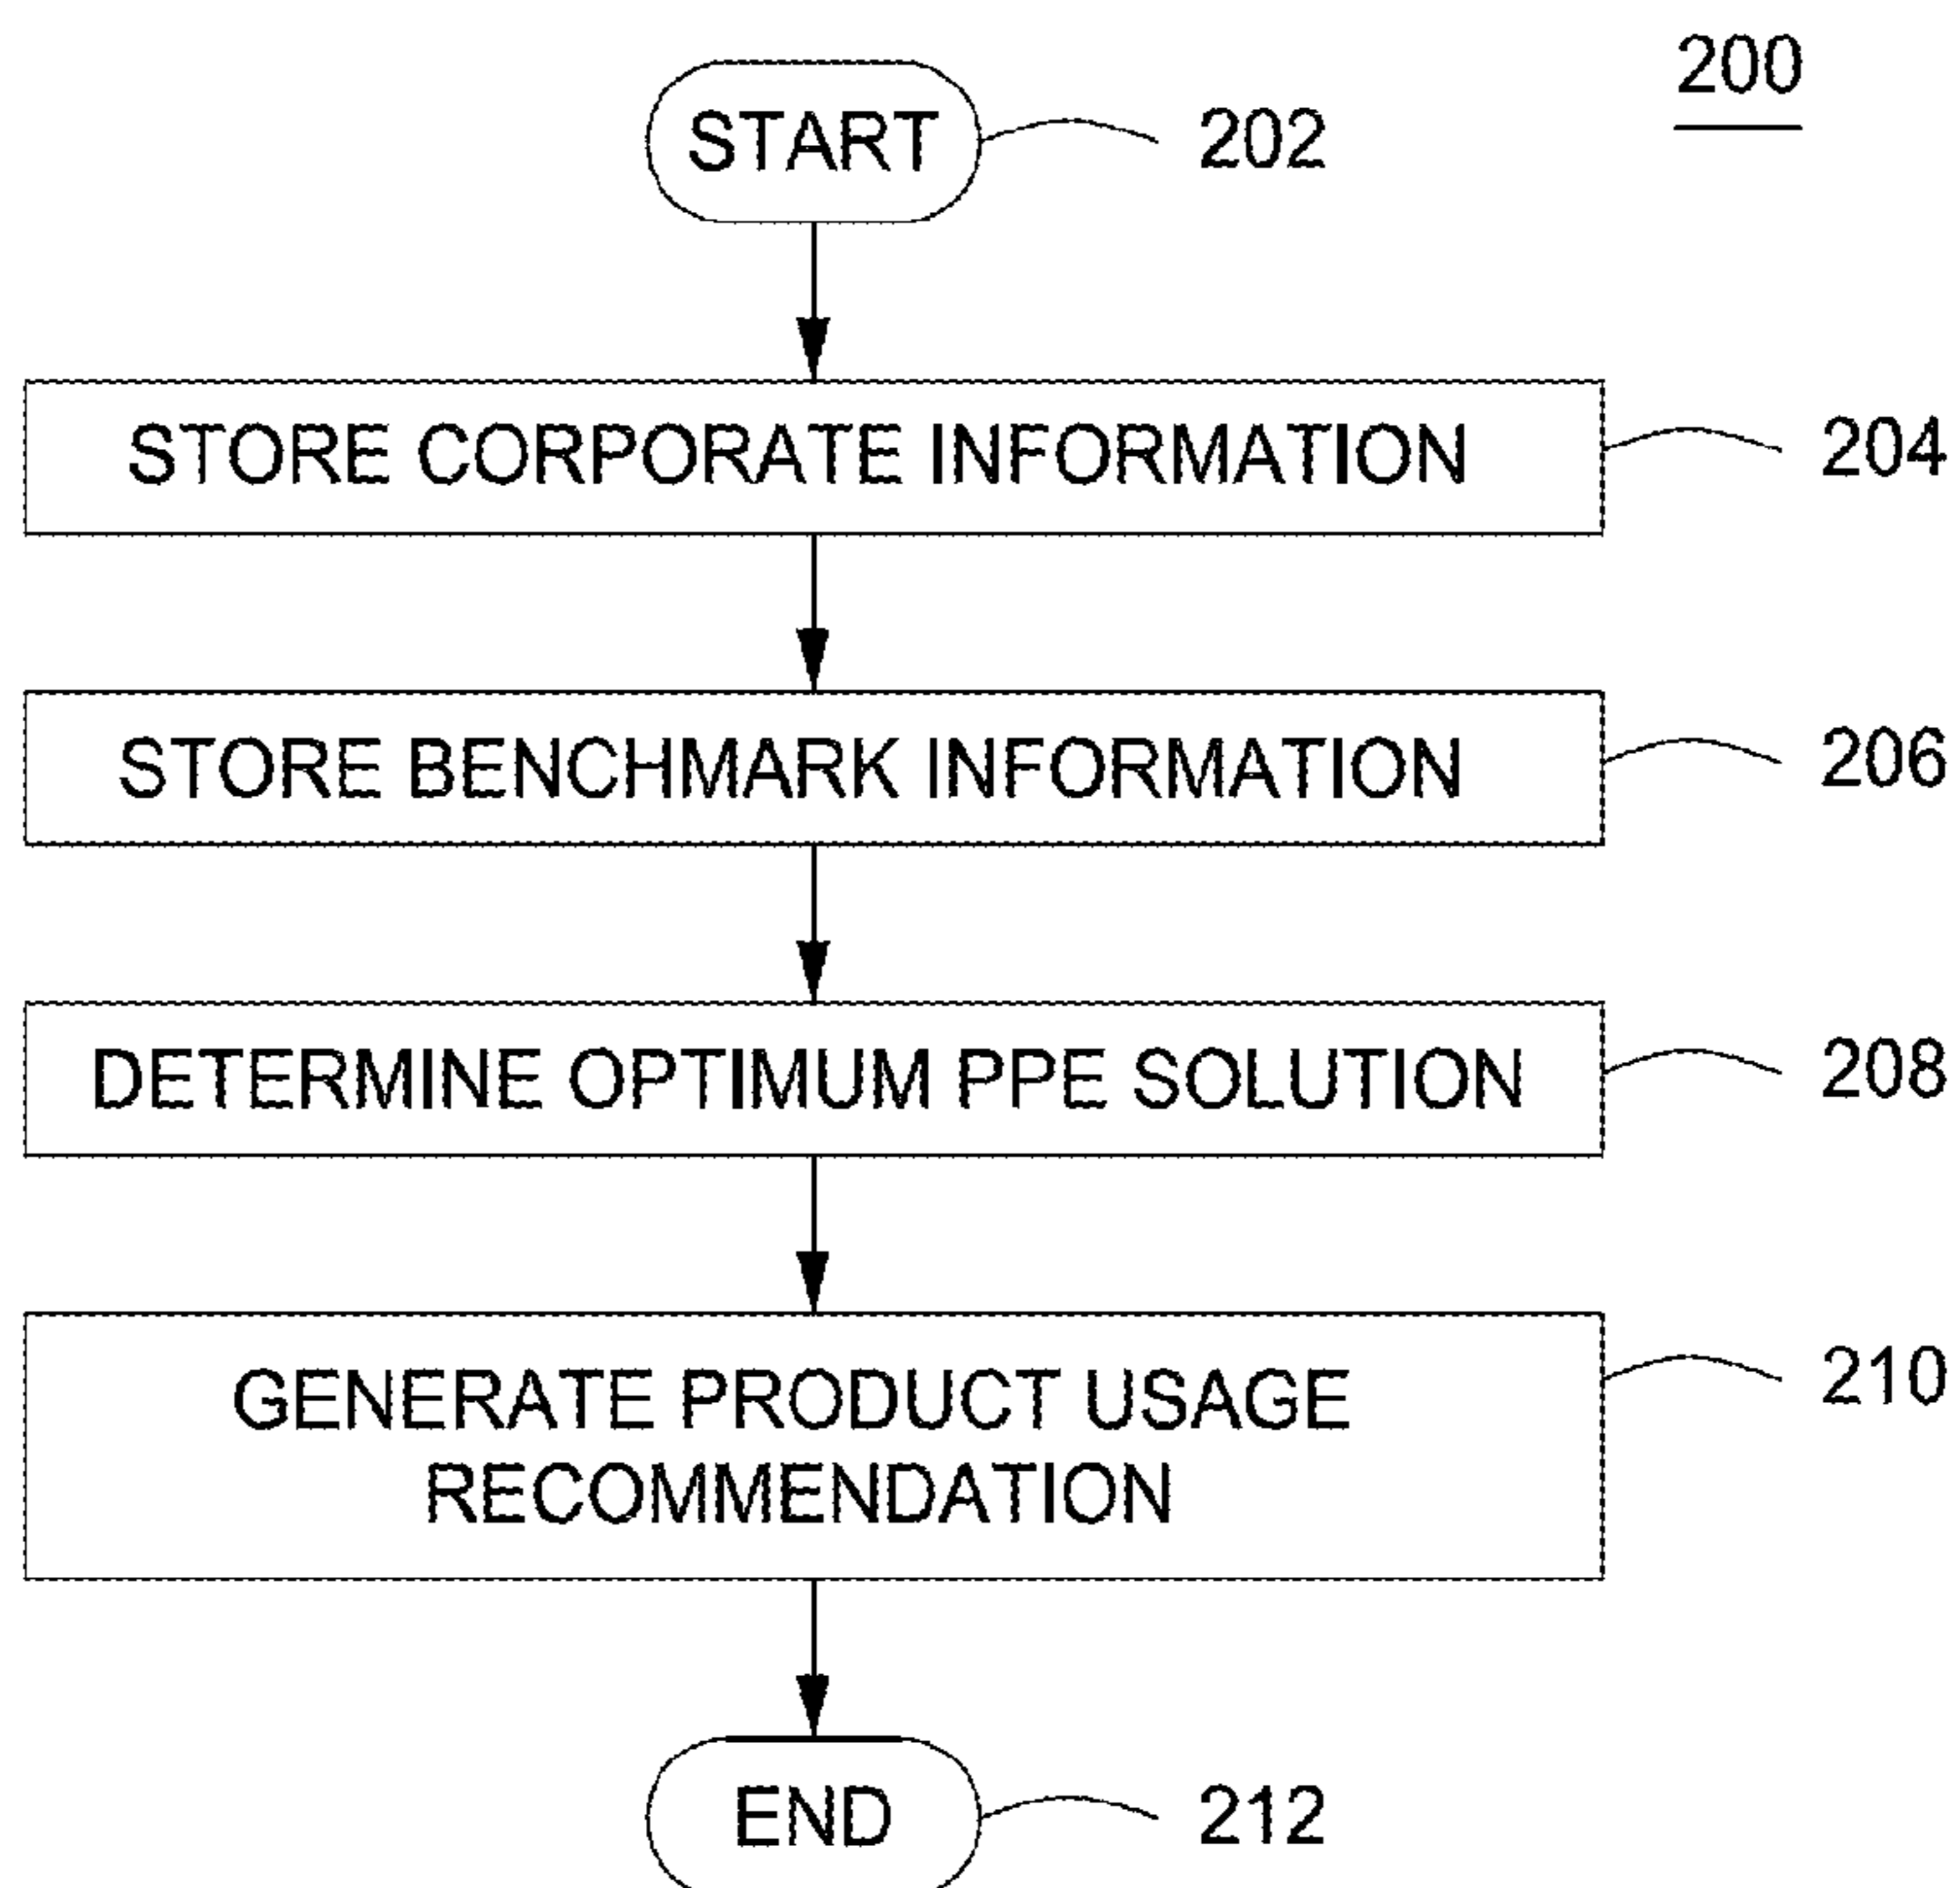 200
START 202
STORE CORPORATE INFORMATION 204
STORE BENCHMARK INFORMATION 206
DETERMINE OPTIMUM PPE SOLUTION 208
GENERATE PRODUCT USAGE 210
RECOMMENDATION
END 212